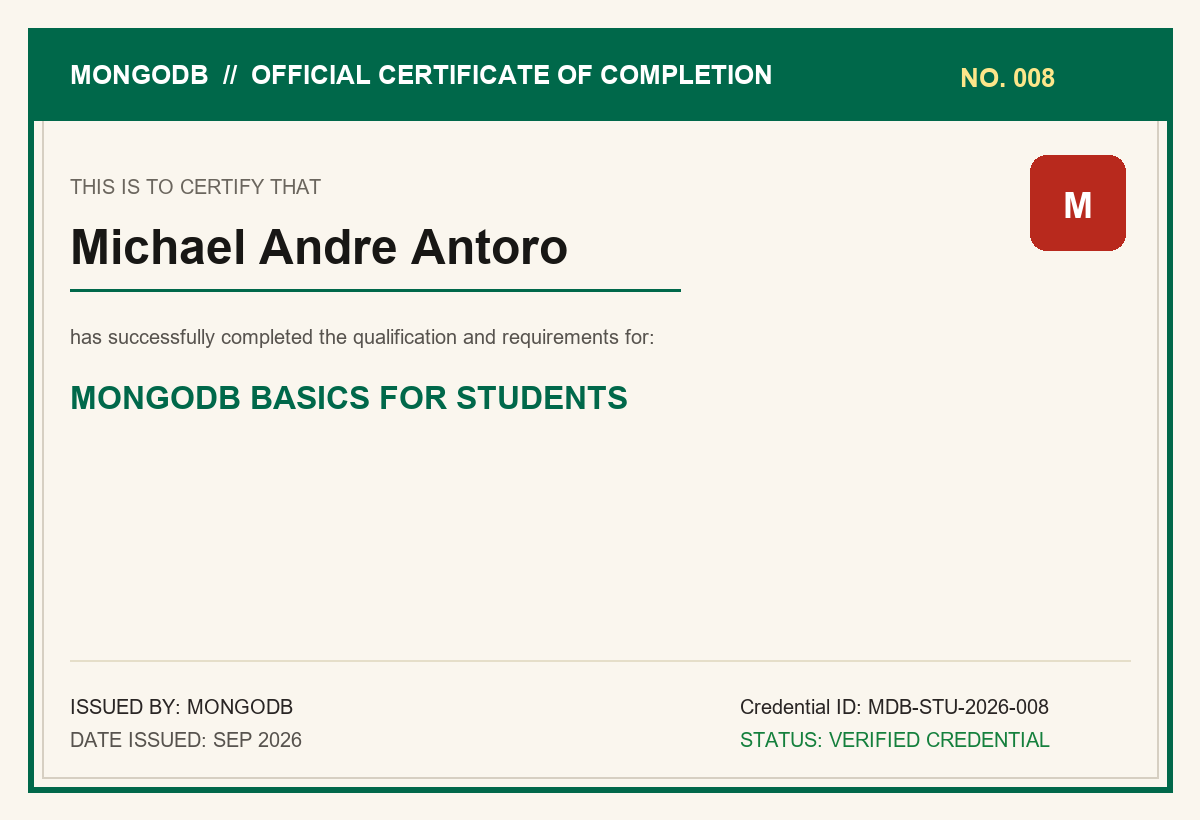 MONGODB // OFFICIAL CERTIFICATE OF COMPLETION
NO. 008
M
THIS IS TO CERTIFY THAT
Michael Andre Antoro
has successfully completed the qualification and requirements for:
MONGODB BASICS FOR STUDENTS
ISSUED BY: MONGODB
Credential ID: MDB-STU-2026-008
DATE ISSUED: SEP 2026
STATUS: VERIFIED CREDENTIAL